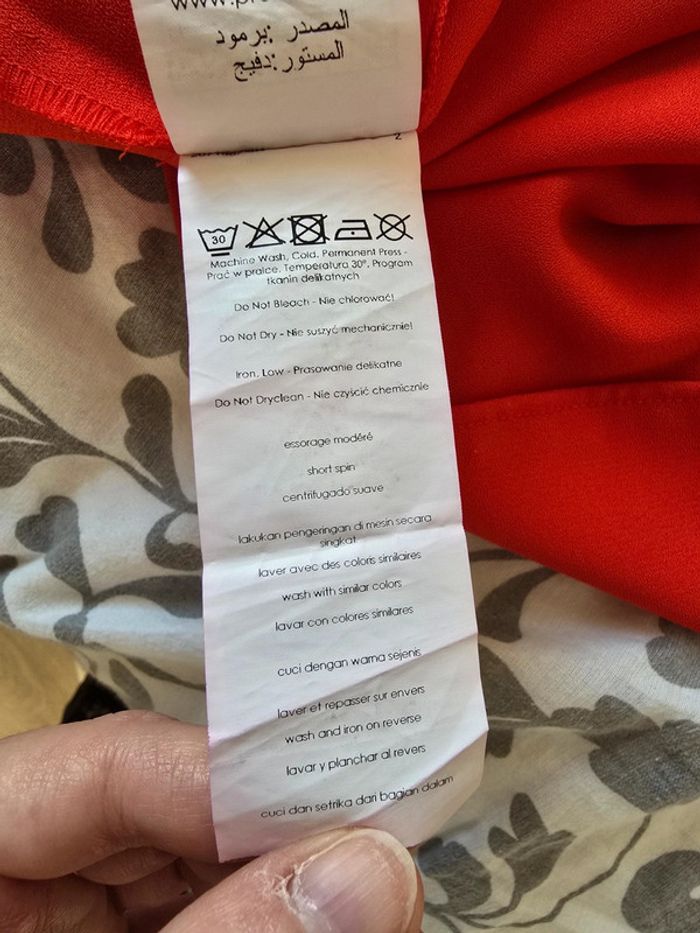 www.pr
المصدر :برمود
المستور :دفيج
2
30
Machine Wash, Cold, Permanent Press -
Prać w pralce. Temperatura 30°. Program
tkanin delikatnych
Do Not Bleach - Nie chlorować!
Do Not Dry - Nie suszyć mechanicznie!
Iron, Low - Prasowanie delikatne
Do Not Dryclean - Nie czyścić chemicznie
essorage modéré
short spin
centrifugado suave
lakukan pengeringan di mesin secara
singkat
laver avec des coloris similaires
wash with similar colors
lavar con colores similares
cuci dengan warna sejenis
laver et repasser sur envers
wash and iron on reverse
lavar y planchar al revers
cuci dan setrika dari bagian dalam